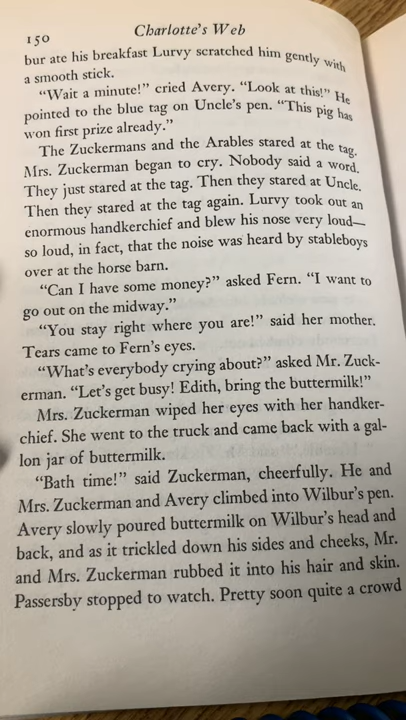 150
Charlotte's Web
bur ate his breakfast Lurvy scratched him gently with
a smooth stick.
"Wait a minute!" cried Avery. "Look at this!" He
pointed to the blue tag on Uncle's pen. "This pig has
won first prize already."
The Zuckermans and the Arables stared at the tag.
Mrs. Zuckerman began to cry. Nobody said a word.
They just stared at the tag. Then they stared at Uncle.
Then they stared at the tag again. Lurvy took out an
enormous handkerchief and blew his nose very loud—
so loud, in fact, that the noise was heard by stableboys
over at the horse barn.
"Can I have some money?" asked Fern. "I want to
go out on the midway."
"You stay right where you are!" said her mother.
Tears came to Fern's eyes.
"What's everybody crying about?" asked Mr. Zuck-
erman. "Let's get busy! Edith, bring the buttermilk!"
Mrs. Zuckerman wiped her eyes with her handker-
chief. She went to the truck and came back with a gal-
lon jar of buttermilk.
"Bath time!" said Zuckerman, cheerfully. He and
Mrs. Zuckerman and Avery climbed into Wilbur's pen.
Avery slowly poured buttermilk on Wilbur's head and
back, and as it trickled down his sides and cheeks, Mr.
and Mrs. Zuckerman rubbed it into his hair and skin.
Passersby stopped to watch. Pretty soon quite a crowd